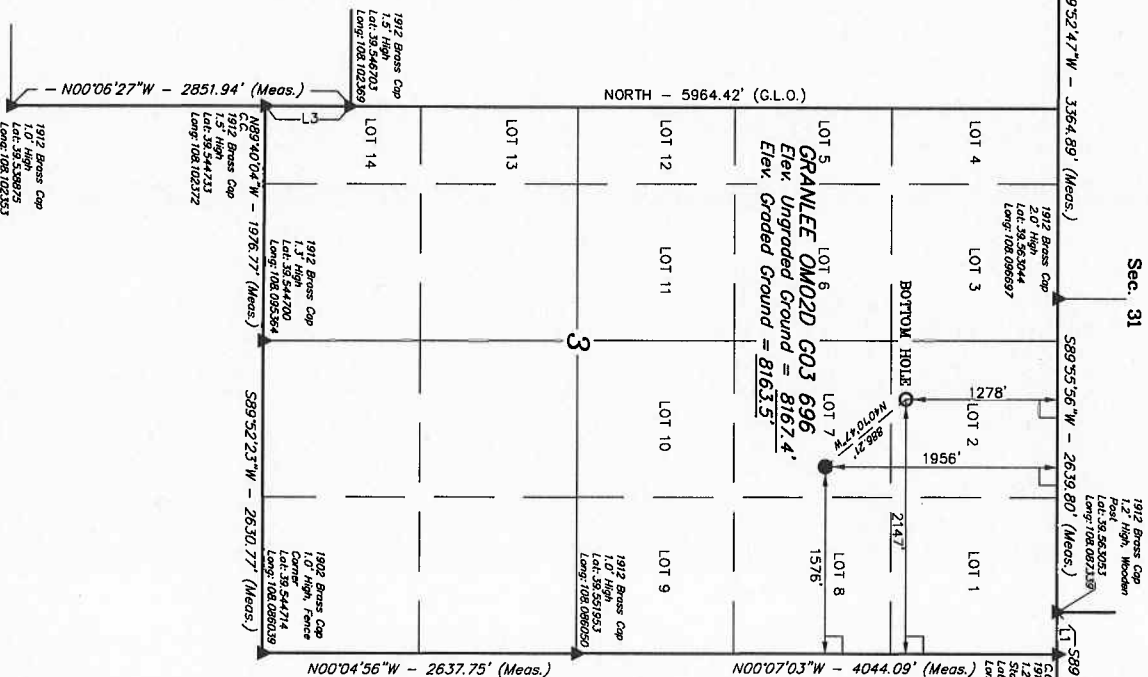 Sec. 31
9°52'47"W - 3364.89' (Meas.)
S89°55'56"W - 2639.80' (Meas.)
L1
S89
1912 Brass Cap
2.0' High
Lat: 39.563044
Long: 108.096697
1912 Brass Cap
1.2' High, Wooden
Post
Lat: 39.563053
Long: 108.087339
1912 Brass Cap
1.5' High
Lat: 39.546703
Long: 108.102369
NORTH - 5964.42' (G.L.O.)
LOT 4
LOT 3
LOT 2
LOT 1
1278'
BOTTOM HOLE
2147'
1956'
N40°10'47"W
886.21'
LOT 5
LOT 6
LOT 7
LOT 8
1576'
GRANLEE OM02D G03 696
Elev. Ungraded Ground = 8167.4'
Elev. Graded Ground = 8163.5'
LOT 12
LOT 11
LOT 10
LOT 9
3
1912 Brass Cap
1.0' High
Lat: 39.551953
Long: 108.086050
LOT 13
LOT 14
L3
N00°06'27"W - 2851.94' (Meas.)
N00°07'03"W - 4044.09' (Meas.)
N00°04'56"W - 2637.75' (Meas.)
N89°40'04"W - 1976.77' (Meas.)
S89°52'23"W - 2630.77' (Meas.)
C.C.
1912 Brass Cap
1.5' High
Lat: 39.544733
Long: 108.102372
1912 Brass Cap
1.3' High
Lat: 39.544700
Long: 108.095364
1902 Brass Cap
1.0' High, Fence
Corner
Lat: 39.544714
Long: 108.086039
1912 Brass Cap
1.0' High
Lat: 39.538875
Long: 108.102353